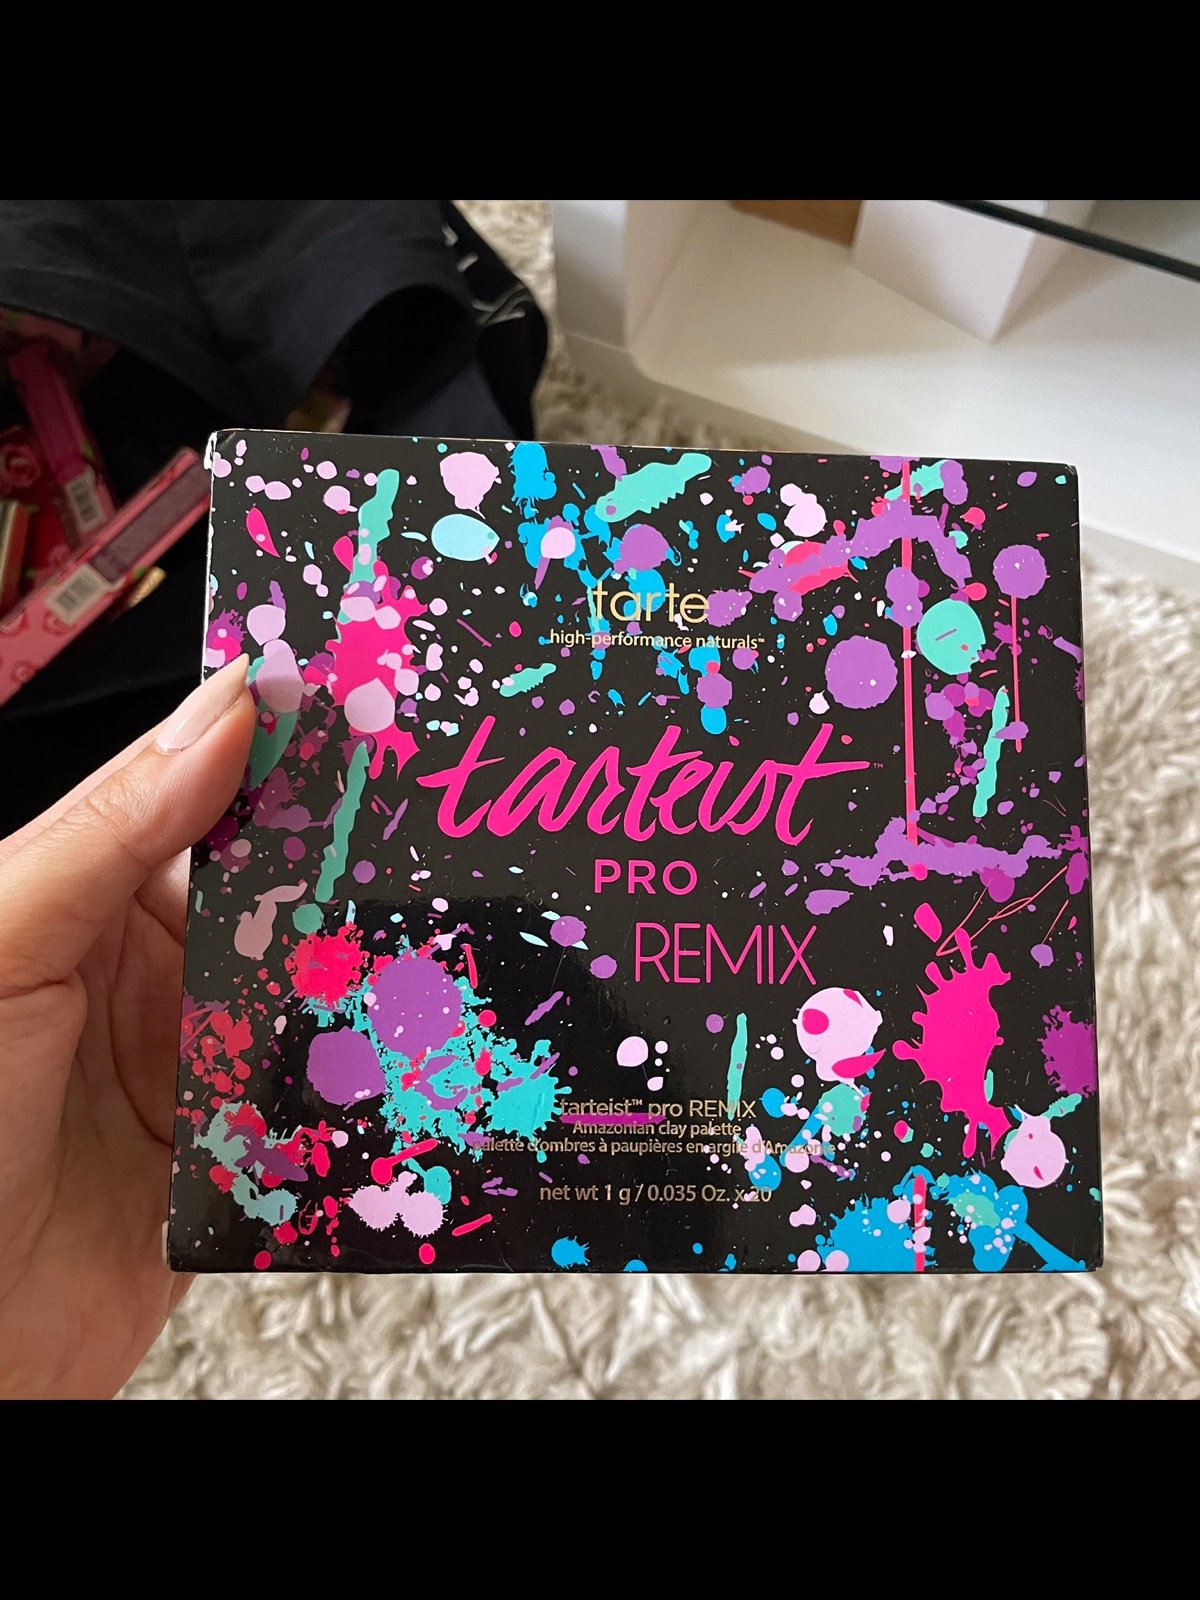 tarte
high-performance naturals™
tarteist™
PRO
REMIX
tarteist™ pro REMIX
Amazonian clay palette
palette d'ombres à paupières en argile d'Amazonie
net wt 1 g / 0.035 Oz. x 20